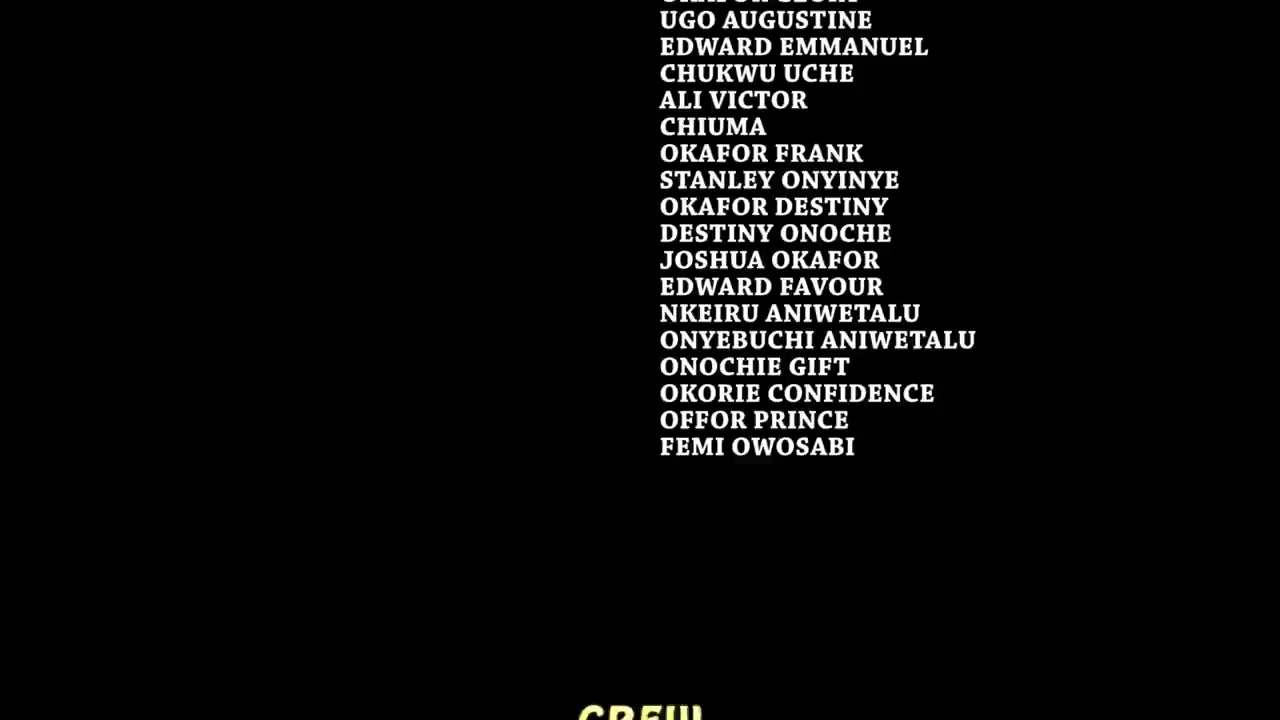 UGO AUGUSTINE
EDWARD EMMANUEL
CHUKWU UCHE
ALI VICTOR
CHIUMA
OKAFOR FRANK
STANLEY ONYINYE
OKAFOR DESTINY
DESTINY ONOCHE
JOSHUA OKAFOR
EDWARD FAVOUR
NKEIRU ANIWETALU
ONYEBUCHI ANIWETALU
ONOCHIE GIFT
OKORIE CONFIDENCE
OFFOR PRINCE
FEMI OWOSABI
CREW